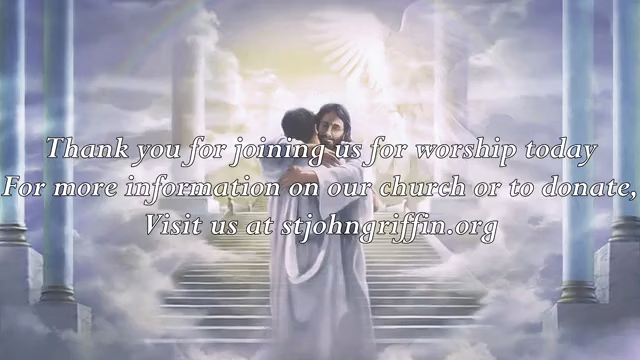 Thank you for joining us for worship today
For more information on our church or to donate,
Visit us at stjohngriffin.org